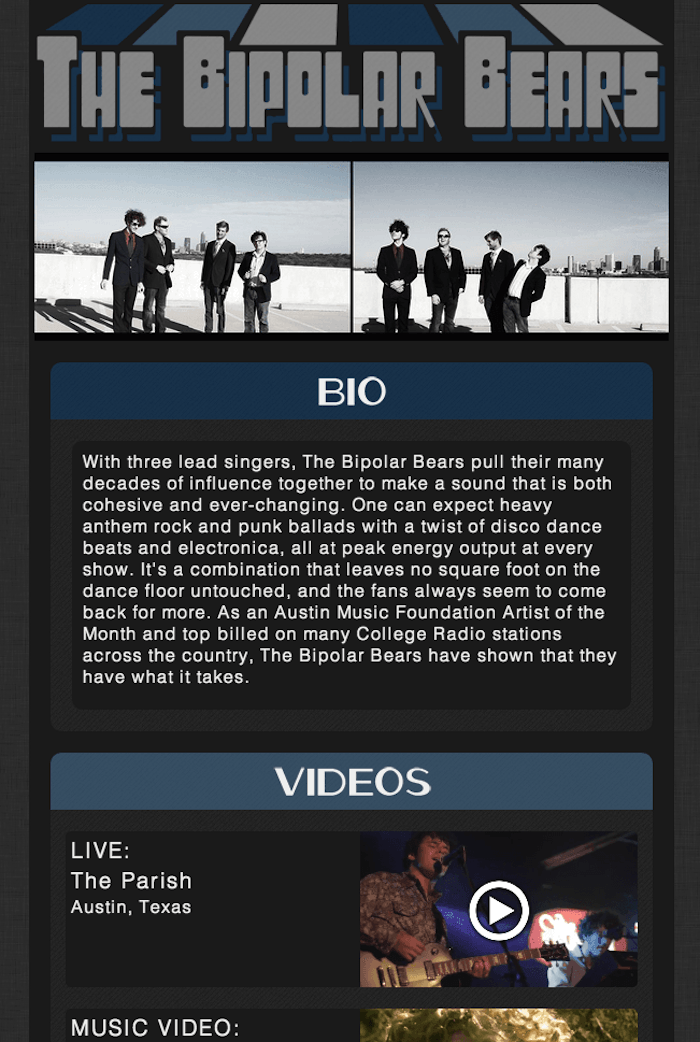 The Bipolar Bears
BIO
With three lead singers, The Bipolar Bears pull their many
decades of influence together to make a sound that is both
cohesive and ever-changing. One can expect heavy
anthem rock and punk ballads with a twist of disco dance
beats and electronica, all at peak energy output at every
show. It's a combination that leaves no square foot on the
dance floor untouched, and the fans always seem to come
back for more. As an Austin Music Foundation Artist of the
Month and top billed on many College Radio stations
across the country, The Bipolar Bears have shown that they
have what it takes.
VIDEOS
LIVE:
The Parish
Austin, Texas
MUSIC VIDEO: